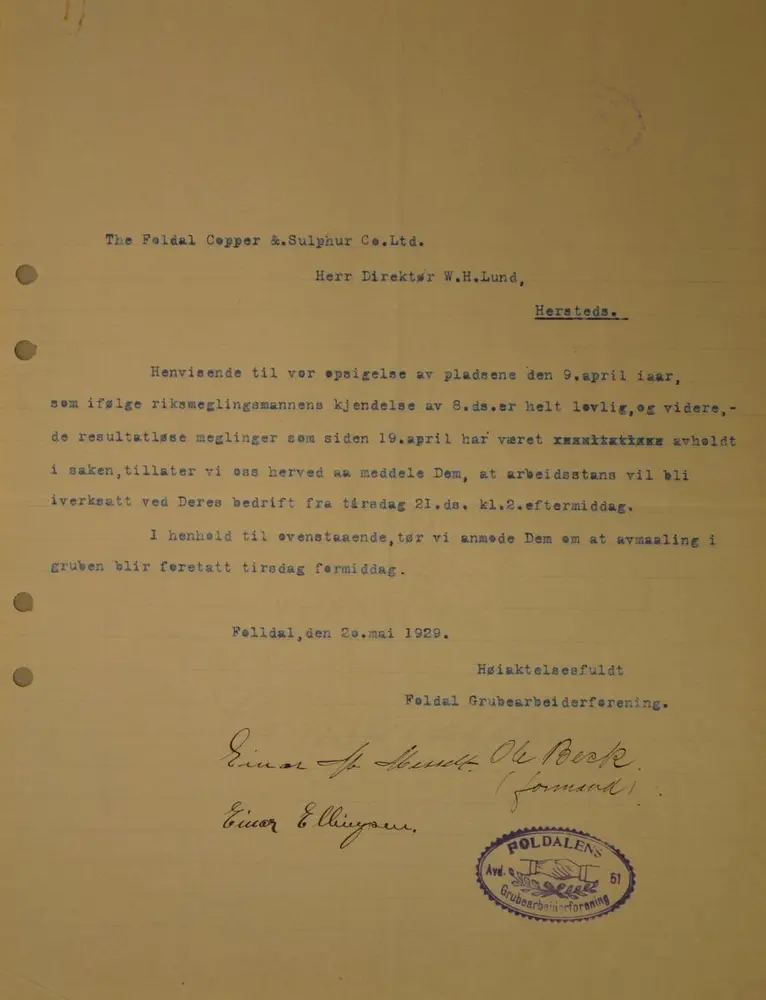 The Foldal Copper &.Sulphur Co.Ltd.
Herr Direktør W.H.Lund,
Hersteds.
Henvisende til vor opsigelse av pladsene den 9.april iaar,
som ifølge riksmeglingsmannens kjendelse av 8.ds.er helt lovlig,og videre,-
de resultatløse meglinger som siden 19.april har været avholdt
i saken,tillater vi oss herved aa meddele Dem, at arbeidsstans vil bli
iverksatt ved Deres bedrift fra tirsdag 21.ds. kl.2.eftermiddag.
I henhold til ovenstaaende,tør vi anmode Dem om at avmaaling i
gruben blir foretatt tirsdag formiddag.
Folldal,den 20.mai 1929.
Høiaktelsesfuldt
Foldal Grubearbeiderforening.
Einar Ole Beck.
(formand).
Einar Ellingsen.
FOLDALENS
Avd. 61
Grubearbeiderforening